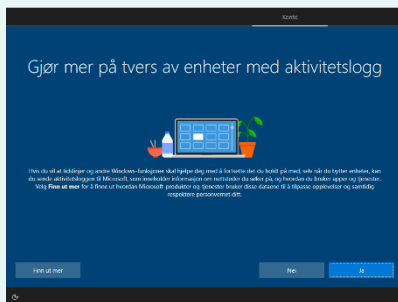 Konto
Gjør mer på tvers av enheter med aktivitetslogg
Hvis du vil at tidslinjer og andre Windows-funksjoner skal hjelpe deg med å fortsette det du holdt på med, selv når du bytter enheter, kan
du sende aktivitetsloggen til Microsoft, som inneholder informasjon om nettsteder du søker på, og hvordan du bruker apper og tjenester.
Velg Finn ut mer for å finne ut hvordan Microsoft-produkter og -tjenester bruker disse dataene til å tilpasse opplevelser og samtidig
respektere personvernet ditt.
Finn ut mer
Nei
Ja